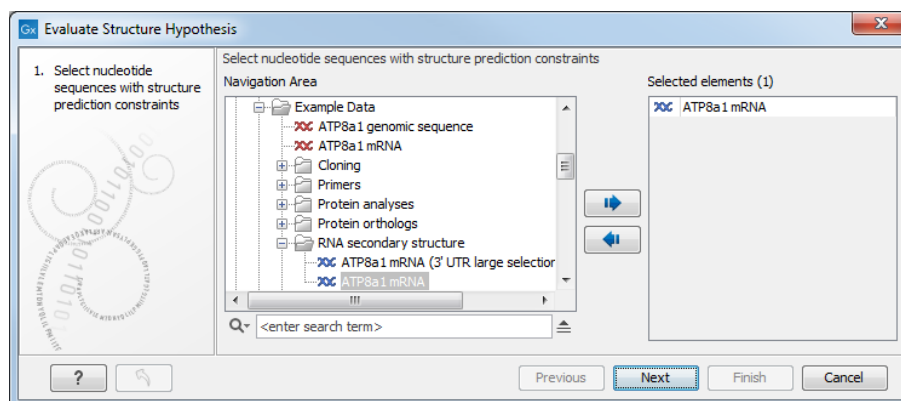 Gx Evaluate Structure Hypothesis
1. Select nucleotide
sequences with structure
prediction constraints
Select nucleotide sequences with structure prediction constraints
Navigation Area
Example Data
ATP8a1 genomic sequence
ATP8a1 mRNA
Cloning
Primers
Protein analyses
Protein orthologs
RNA secondary structure
ATP8a1 mRNA (3' UTR large selection
ATP8a1 mRNA
<enter search term>
Selected elements (1)
ATP8a1 mRNA
?
Previous
Next
Finish
Cancel